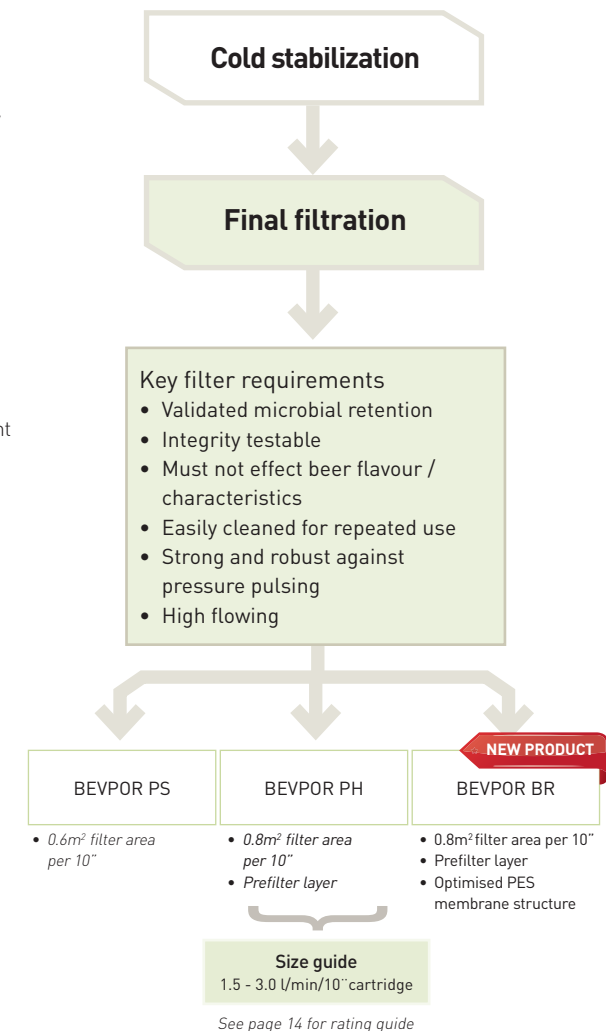 Cold stabilization
Final filtration
nt
Key filter requirements
• Validated microbial retention
• Integrity testable
• Must not effect beer flavour /
characteristics
• Easily cleaned for repeated use
• Strong and robust against
pressure pulsing
• High flowing
NEW PRODUCT
BEVPOR PS
BEVPOR PH
BEVPOR BR
• 0.6m² filter area
per 10”
• 0.8m² filter area
per 10”
• Prefilter layer
• 0.8m² filter area per 10”
• Prefilter layer
• Optimised PES
membrane structure
Size guide
1.5 - 3.0 l/min/10¨cartridge
See page 14 for rating guide